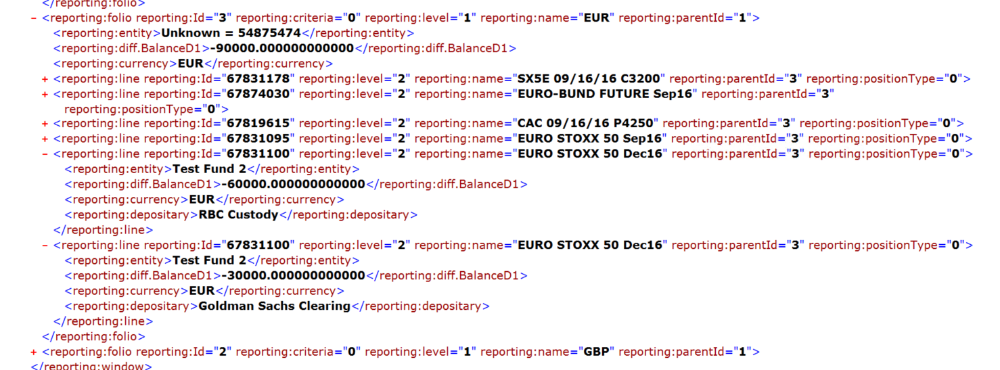 </reporting:folio>
- <reporting:folio reporting:Id="3" reporting:criteria="0" reporting:level="1" reporting:name="EUR" reporting:parentId="1">
<reporting:entity>Unknown = 54875474</reporting:entity>
<reporting:diff.BalanceD1>-90000.000000000000</reporting:diff.BalanceD1>
<reporting:currency>EUR</reporting:currency>
+ <reporting:line reporting:Id="67831178" reporting:level="2" reporting:name="SX5E 09/16/16 C3200" reporting:parentId="3" reporting:positionType="0">
+ <reporting:line reporting:Id="67874030" reporting:level="2" reporting:name="EURO-BUND FUTURE Sep16" reporting:parentId="3"
reporting:positionType="0">
+ <reporting:line reporting:Id="67819615" reporting:level="2" reporting:name="CAC 09/16/16 P4250" reporting:parentId="3" reporting:positionType="0">
+ <reporting:line reporting:Id="67831095" reporting:level="2" reporting:name="EURO STOXX 50 Sep16" reporting:parentId="3" reporting:positionType="0">
- <reporting:line reporting:Id="67831100" reporting:level="2" reporting:name="EURO STOXX 50 Dec16" reporting:parentId="3" reporting:positionType="0">
<reporting:entity>Test Fund 2</reporting:entity>
<reporting:diff.BalanceD1>-60000.000000000000</reporting:diff.BalanceD1>
<reporting:currency>EUR</reporting:currency>
<reporting:depositary>RBC Custody</reporting:depositary>
</reporting:line>
- <reporting:line reporting:Id="67831100" reporting:level="2" reporting:name="EURO STOXX 50 Dec16" reporting:parentId="3" reporting:positionType="0">
<reporting:entity>Test Fund 2</reporting:entity>
<reporting:diff.BalanceD1>-30000.000000000000</reporting:diff.BalanceD1>
<reporting:currency>EUR</reporting:currency>
<reporting:depositary>Goldman Sachs Clearing</reporting:depositary>
</reporting:line>
</reporting:folio>
+ <reporting:folio reporting:Id="2" reporting:criteria="0" reporting:level="1" reporting:name="GBP" reporting:parentId="1">
</reporting:window>